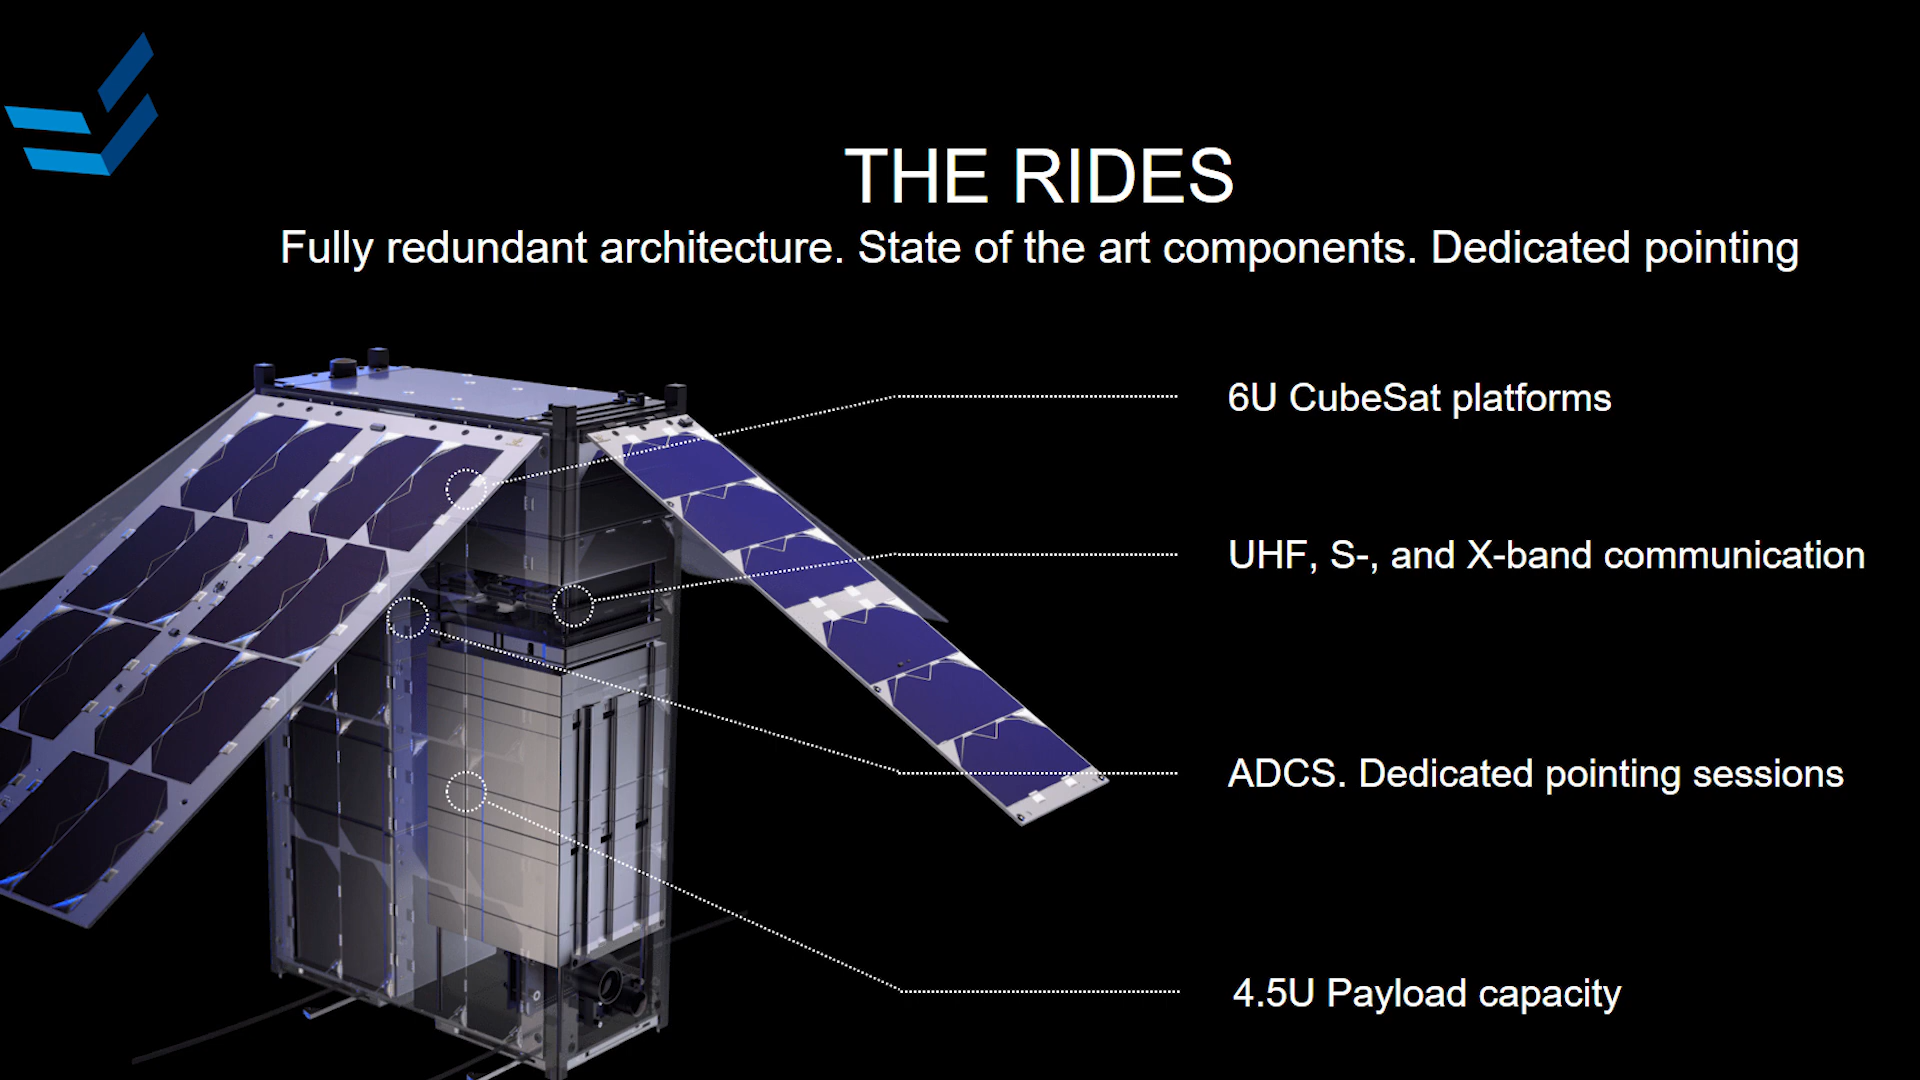 THE RIDES
Fully redundant architecture. State of the art components. Dedicated pointing
6U CubeSat platforms
UHF, S-, and X-band communication
ADCS. Dedicated pointing sessions
4.5U Payload capacity